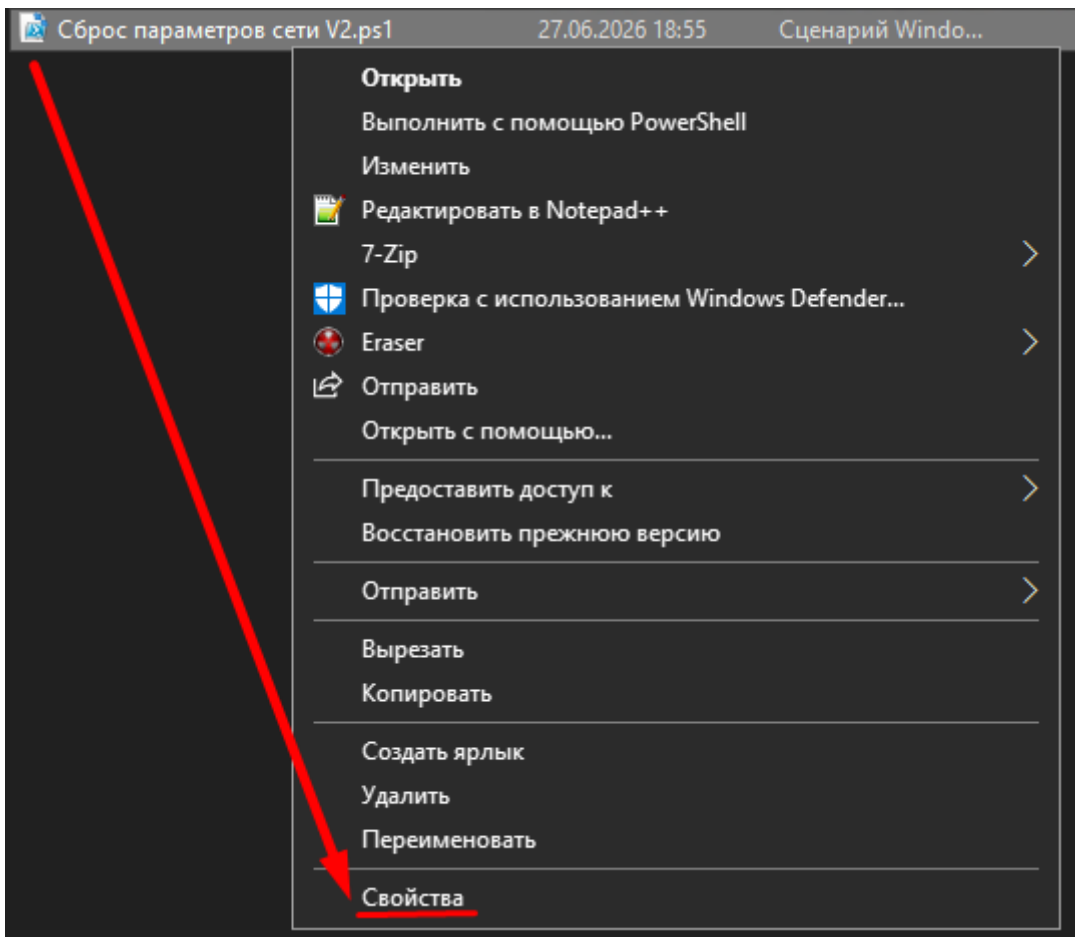 Сброс параметров сети V2.ps1 27.06.2026 18:55 Сценарий Windo...
Открыть
Выполнить с помощью PowerShell
Изменить
Редактировать в Notepad++
7-Zip
Проверка с использованием Windows Defender...
Eraser
Отправить
Открыть с помощью...
Предоставить доступ к
Восстановить прежнюю версию
Отправить
Вырезать
Копировать
Создать ярлык
Удалить
Переименовать
Свойства